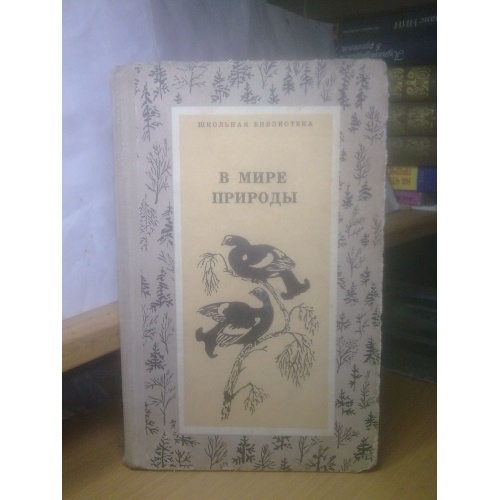 ШКОЛЬНАЯ БИБЛИОТЕКА
В МИРЕ
ПРИРОДЫ